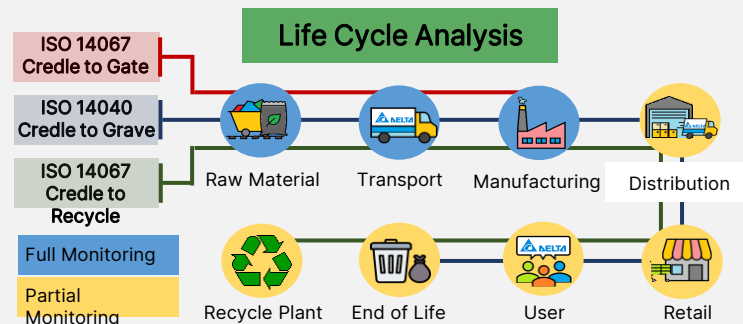 Life Cycle Analysis
ISO 14067
Credle to Gate
ISO 14040
Credle to Grave
ISO 14067
Credle to
Recycle
DELTA
DELTA
Raw Material
Transport
Manufacturing
Distribution
Full Monitoring
Partial
Monitoring
DELTA
Recycle Plant
End of Life
User
Retail